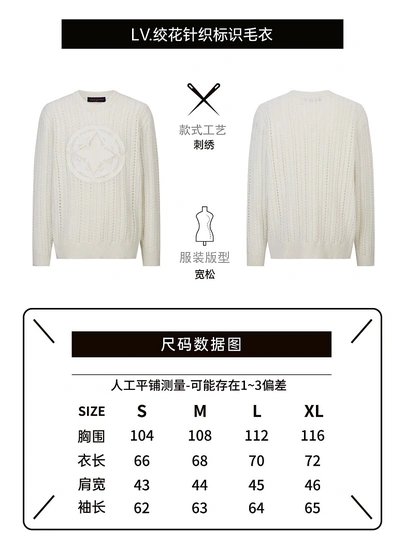 LV.绞花针织标识毛衣
款式工艺
刺绣
服装版型
宽松
尺码数据图
人工平铺测量-可能存在1~3偏差
SIZE S M L XL
胸围 104 108 112 116
衣长 66 68 70 72
肩宽 43 44 45 46
袖长 62 63 64 65